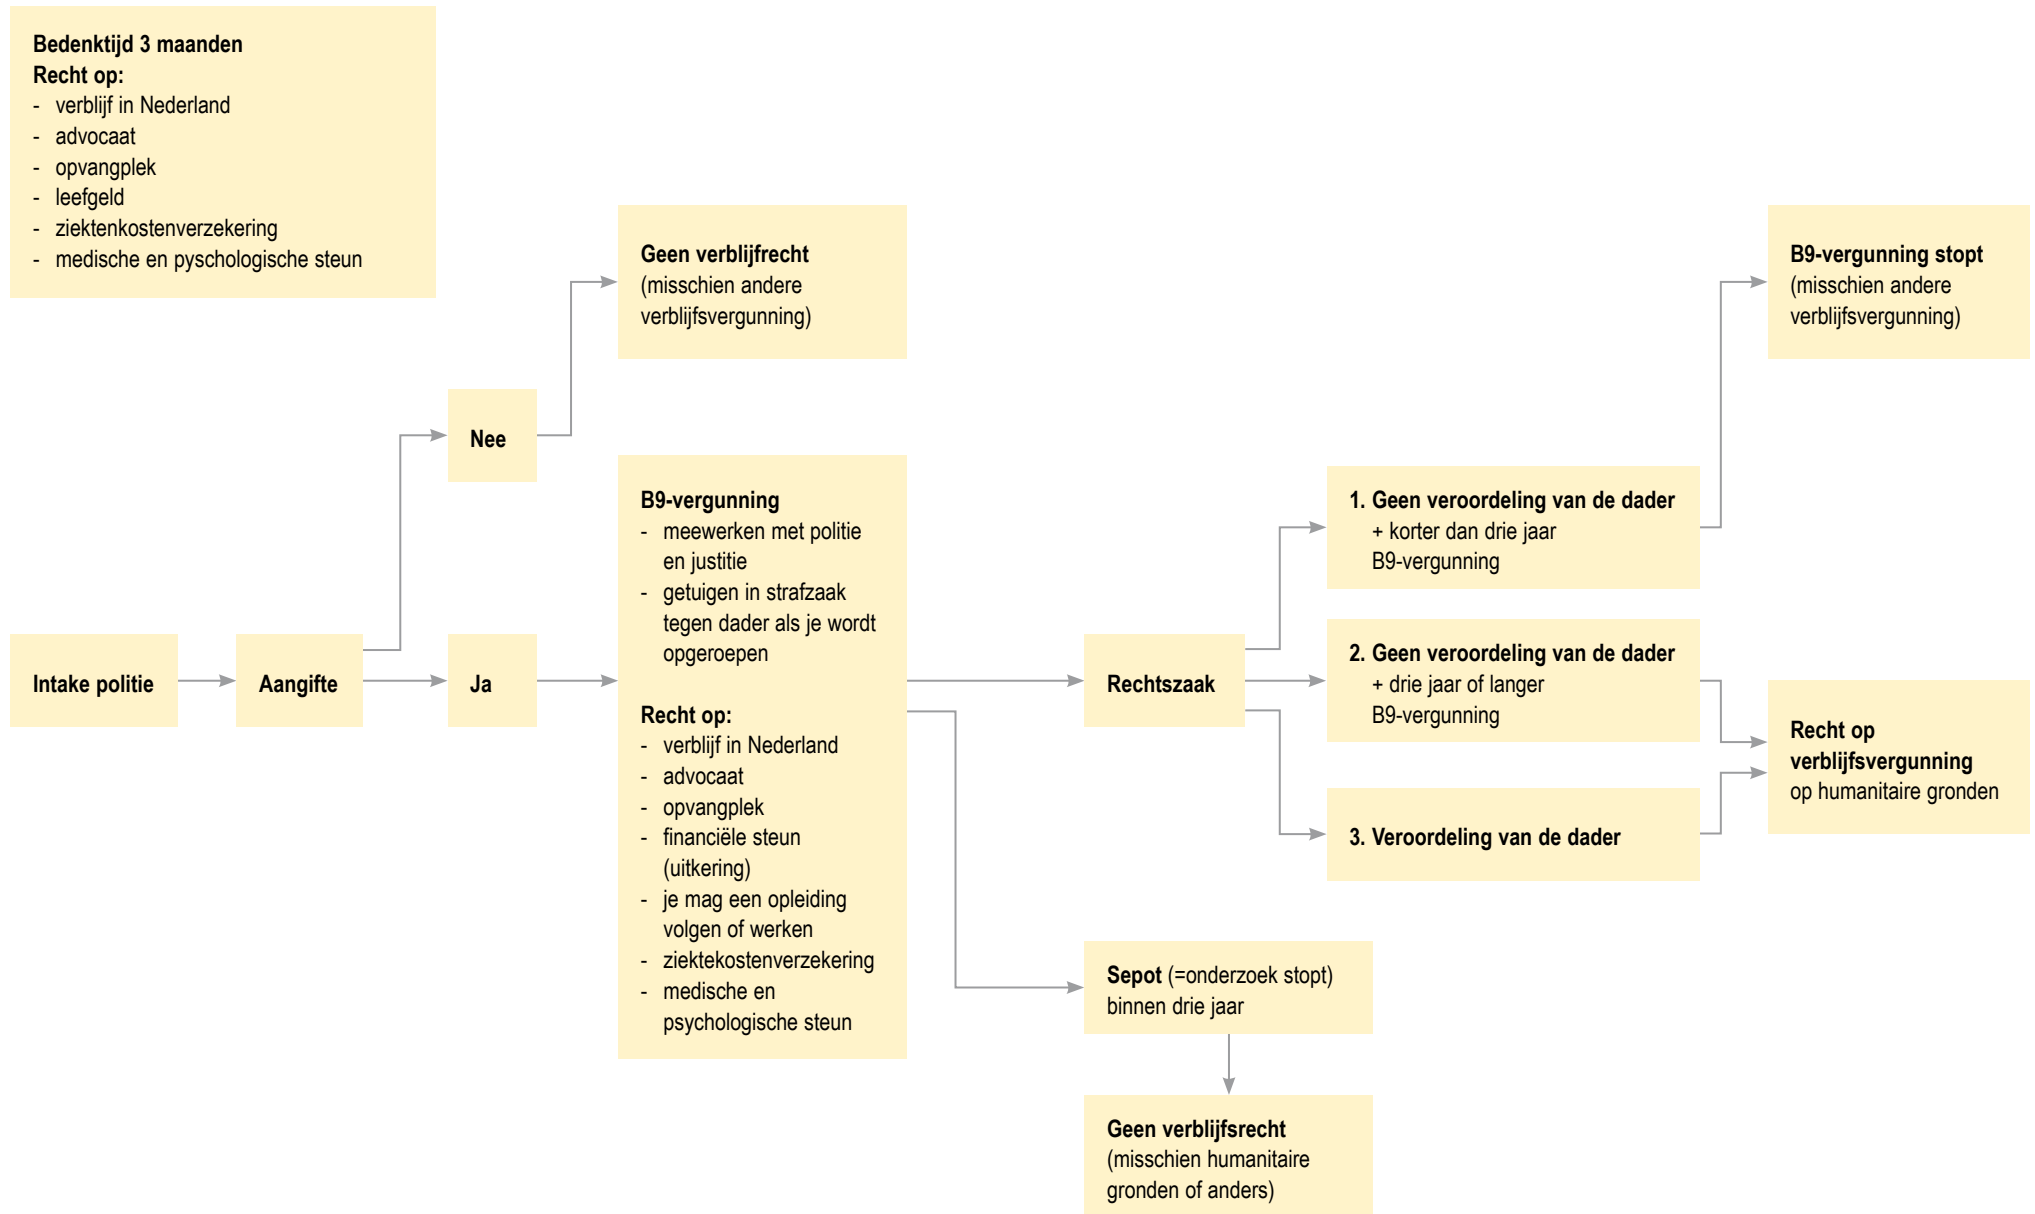 Bedenktijd 3 maanden
Recht op:
- verblijf in Nederland
- advocaat
- opvangplek
- leefgeld
- ziektenkostenverzekering
- medische en pyschologische steun
Intake politie
Aangifte
Nee
Ja
Geen verblijfrecht
(misschien andere
verblijfsvergunning)
B9-vergunning
- meewerken met politie
en justitie
- getuigen in strafzaak
tegen dader als je wordt
opgeroepen
Recht op:
- verblijf in Nederland
- advocaat
- opvangplek
- financiële steun
(uitkering)
- je mag een opleiding
volgen of werken
- ziektekostenverzekering
- medische en
psychologische steun
Rechtszaak
Sepot (=onderzoek stopt)
binnen drie jaar
Geen verblijfsrecht
(misschien humanitaire
gronden of anders)
1. Geen veroordeling van de dader
+ korter dan drie jaar
B9-vergunning
2. Geen veroordeling van de dader
+ drie jaar of langer
B9-vergunning
3. Veroordeling van de dader
B9-vergunning stopt
(misschien andere
verblijfsvergunning)
Recht op
verblijfsvergunning
op humanitaire gronden